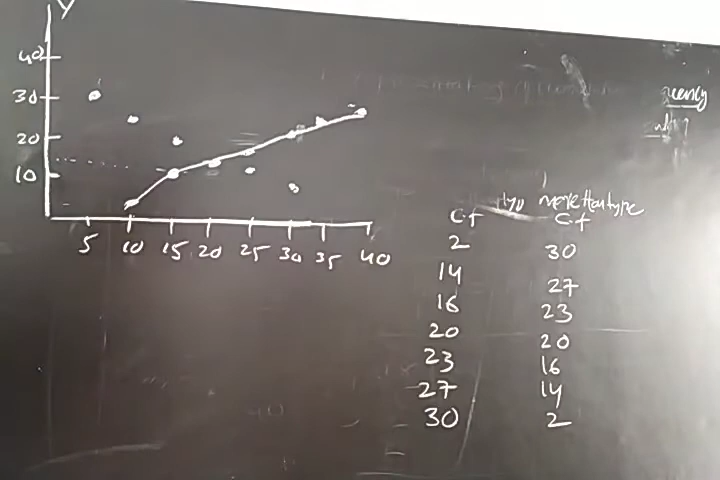 Y
40
30
20
10
5 10 15 20 25 30 35 40
more than type
c.f c.f
2 30
14 27
16 23
20 20
23 16
27 14
30 2